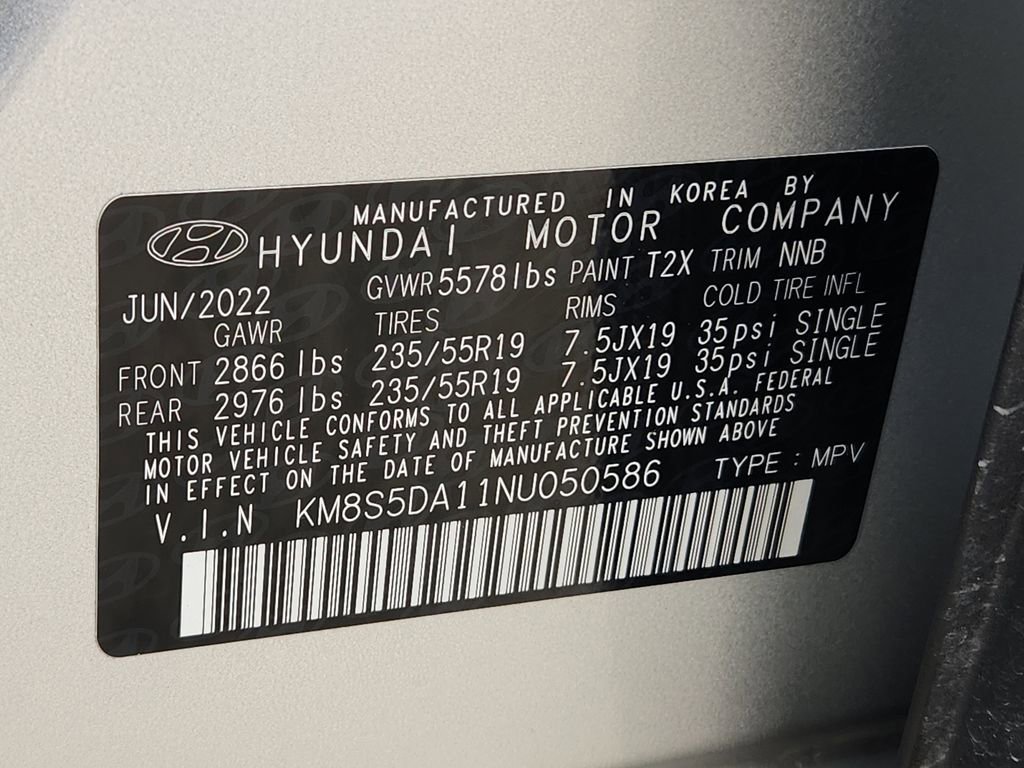 MANUFACTURED IN KOREA BY
HYUNDAI MOTOR COMPANY
JUN/2022 GVWR 5578lbs PAINT T2X TRIM NNB
GAWR TIRES RIMS COLD TIRE INFL
FRONT 2866 lbs 235/55R19 7.5JX19 35psi SINGLE
REAR 2976 lbs 235/55R19 7.5JX19 35psi SINGLE
THIS VEHICLE CONFORMS TO ALL APPLICABLE U.S.A. FEDERAL
MOTOR VEHICLE SAFETY AND THEFT PREVENTION STANDARDS
IN EFFECT ON THE DATE OF MANUFACTURE SHOWN ABOVE
V.I.N KM8S5DA11NU050586 TYPE : MPV